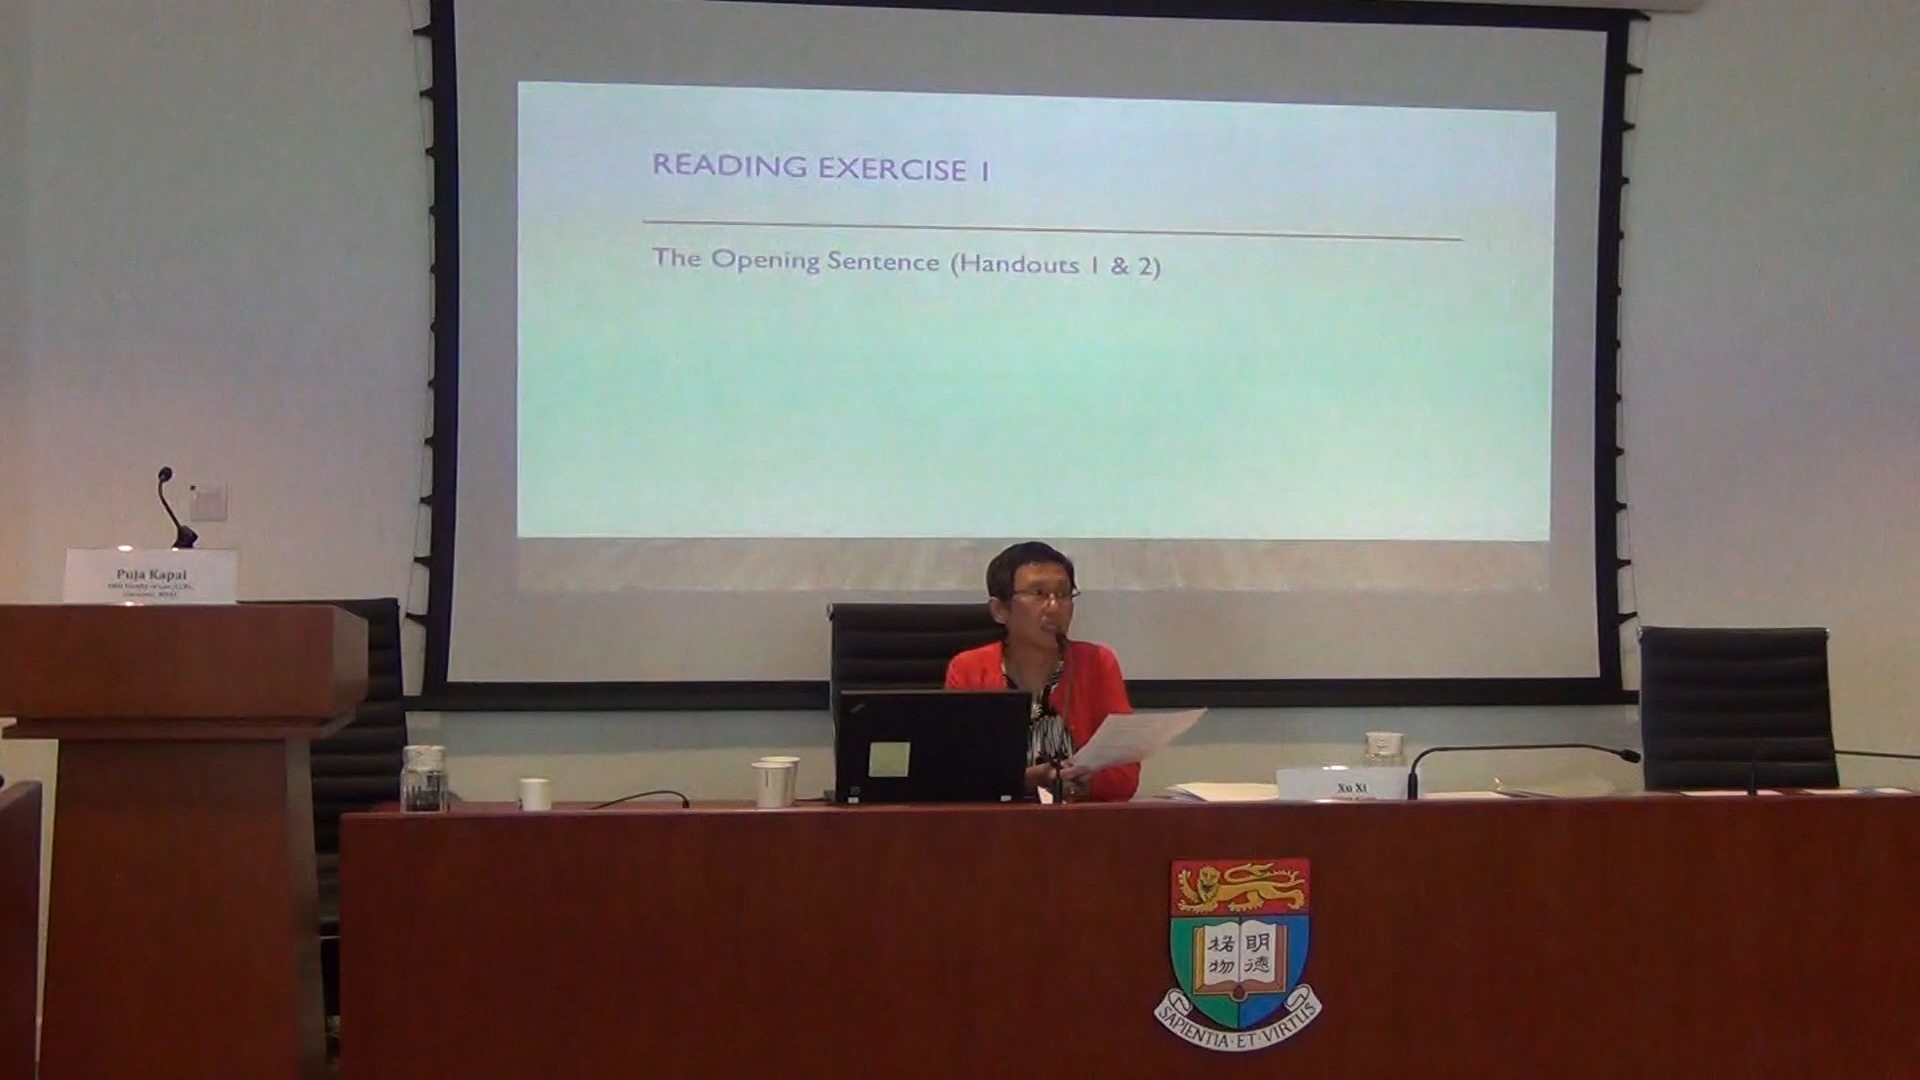 READING EXERCISE 1
The Opening Sentence (Handouts 1 & 2)
Puja Kapai
Xu Xi
格 明
物 德
SAPIENTIA·ET·VIRTUS